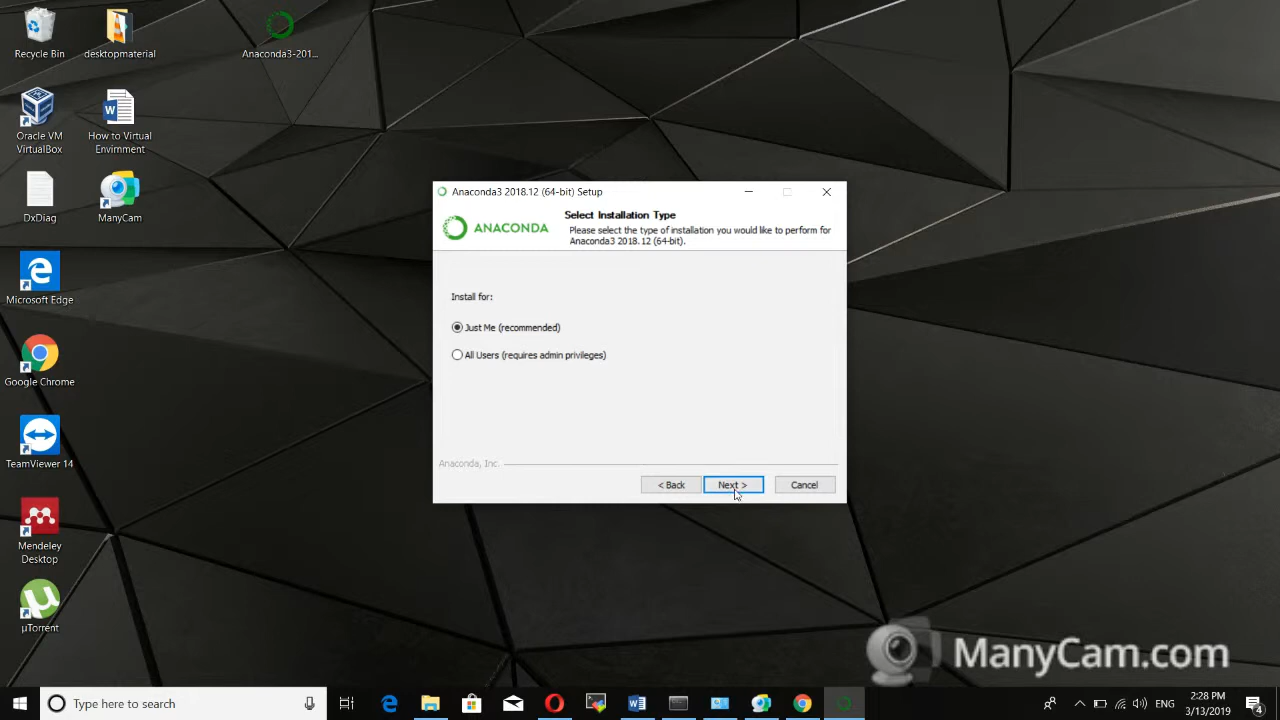 Recycle Bin
desktopmaterial
Anaconda3-201...
Oracle VM
VirtualBox
How to Virtual
Envirnment
DxDiag
ManyCam
Microsoft Edge
Google Chrome
TeamViewer 14
Mendeley
Desktop
µTorrent
Anaconda3 2018.12 (64-bit) Setup
ANACONDA
Select Installation Type
Please select the type of installation you would like to perform for
Anaconda3 2018.12 (64-bit).
Install for:
Just Me (recommended)
All Users (requires admin privileges)
Anaconda, Inc.
< Back
Next >
Cancel
ManyCam.com
Type here to search
ENG
2:28 PM
3/13/2019
4